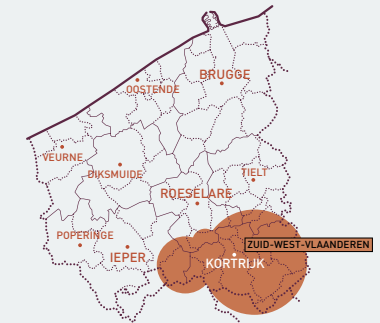 BRUGGE
OOSTENDE
VEURNE
DIKSMUIDE
TIELT
ROESELARE
POPERINGE
IEPER
ZUID-WEST-VLAANDEREN
KORTRIJK